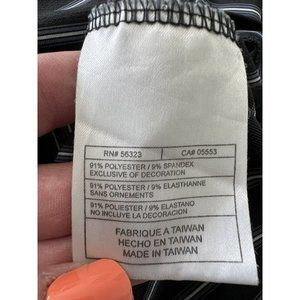 RN# 56323 CA# 05553
91% POLYESTER / 9% SPANDEX
EXCLUSIVE OF DECORATION
91% POLYESTER / 9% ELASTHANNE
SANS ORNEMENTS
91% POLIESTER / 9% ELASTANO
NO INCLUYE LA DECORACION
FABRIQUE A TAIWAN
HECHO EN TAIWAN
MADE IN TAIWAN